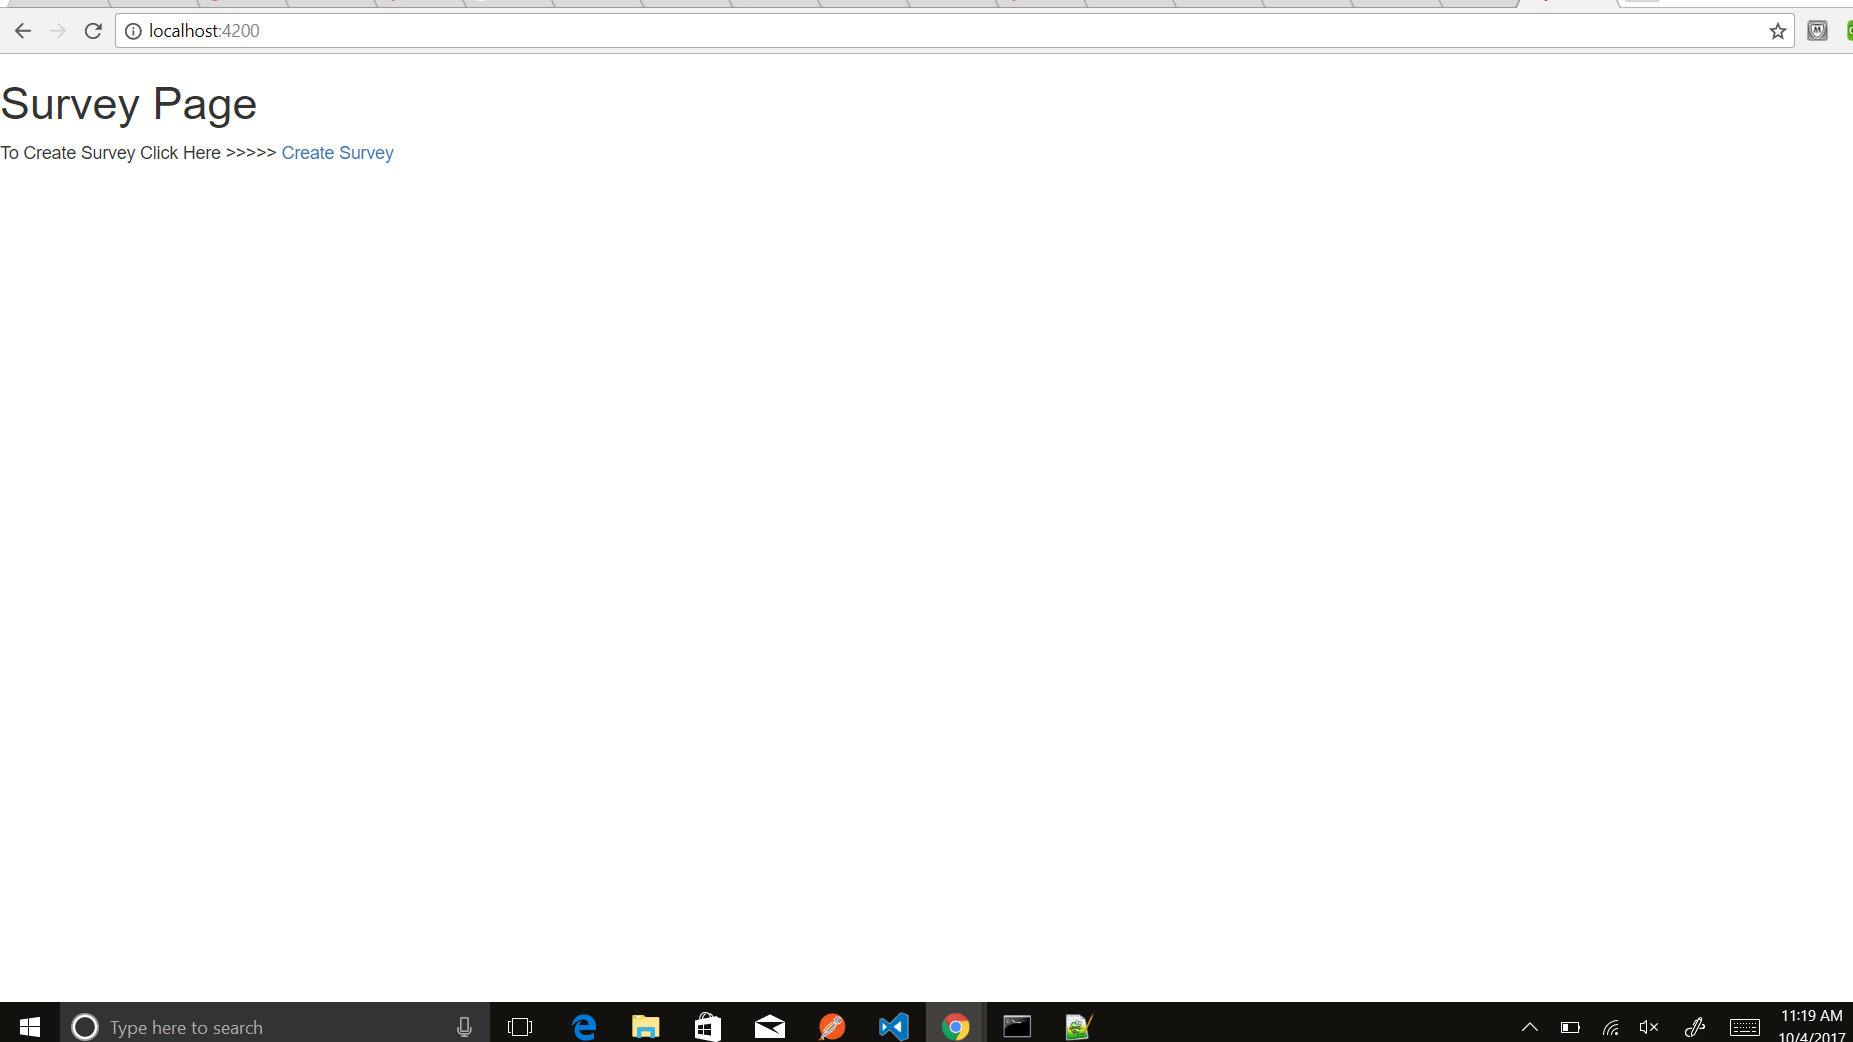 localhost:4200
Survey Page
To Create Survey Click Here >>>>> Create Survey
Type here to search
11:19 AM
10/4/2017